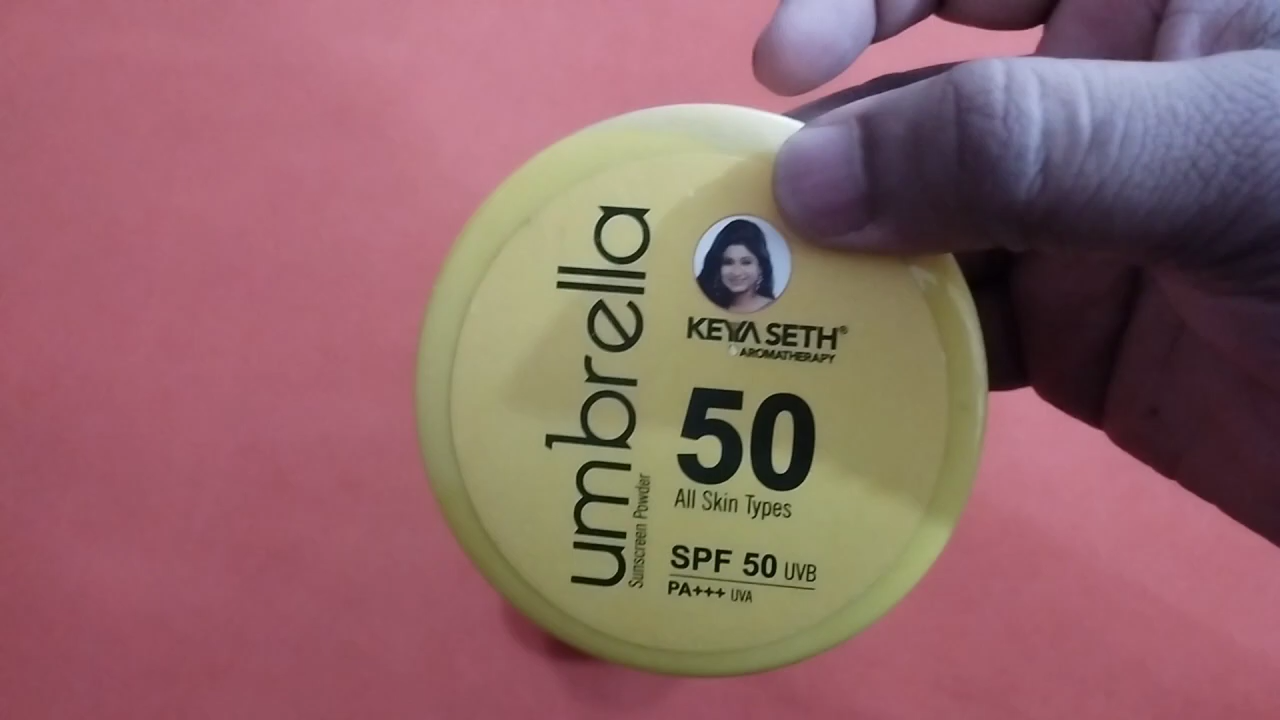 umbrella
Sunscreen Powder
KEYA SETH®
AROMATHERAPY
50
All Skin Types
SPF 50 UVB
PA+++ UVA